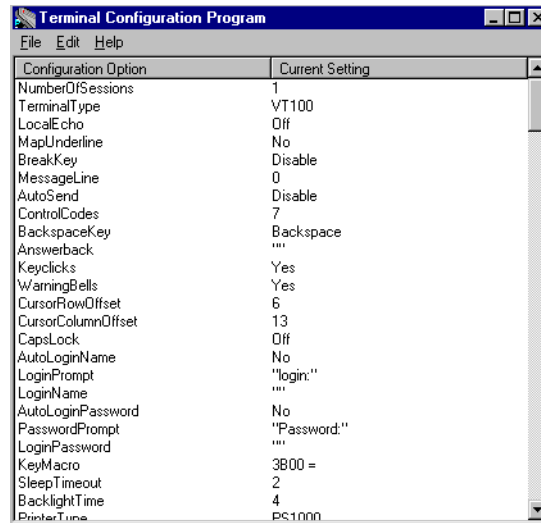 Terminal Configuration Program
File Edit Help
Configuration Option Current Setting
NumberOfSessions 1
TerminalType VT100
LocalEcho Off
MapUnderline No
BreakKey Disable
MessageLine 0
AutoSend Disable
ControlCodes 7
BackspaceKey Backspace
Answerback ""
Keyclicks Yes
WarningBells Yes
CursorRowOffset 6
CursorColumnOffset 13
CapsLock Off
AutoLoginName No
LoginPrompt "login:"
LoginName ""
AutoLoginPassword No
PasswordPrompt "Password:"
LoginPassword ""
KeyMacro 3B00 =
SleepTimeout 2
BacklightTime 4
PrinterType PS1000